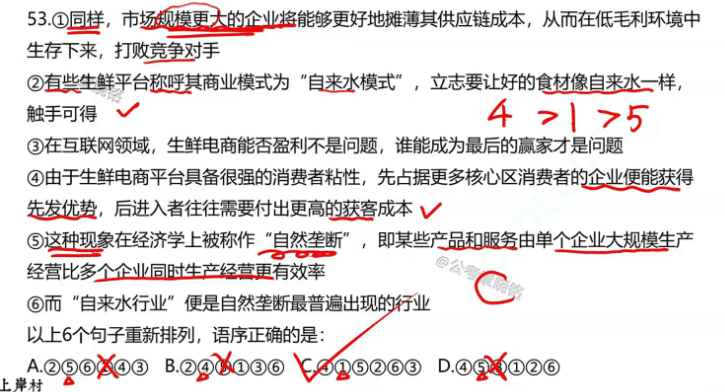 53.①同样，市场规模更大的企业将能够更好地摊薄其供应链成本，从而在低毛利环境中
生存下来，打败竞争对手
②有些生鲜平台称呼其商业模式为“自来水模式”，立志要让好的食材像自来水一样，
触手可得
4 >1 >5
③在互联网领域，生鲜电商能否盈利不是问题，谁能成为最后的赢家才是问题
④由于生鲜电商平台具备很强的消费者粘性，先占据更多核心区消费者的企业便能获得
先发优势，后进入者往往需要付出更高的获客成本
⑤这种现象在经济学上被称作“自然垄断”，即某些产品和服务由单个企业大规模生产
经营比多个企业同时生产经营更有效率
C
⑥而“自来水行业”便是自然垄断最普遍出现的行业
以上6个句子重新排列，语序正确的是：
A.②⑤⑥①④③ B.②④⑤①③⑥ C.④①⑤②⑥③ D.④⑤③①②⑥
上岸村